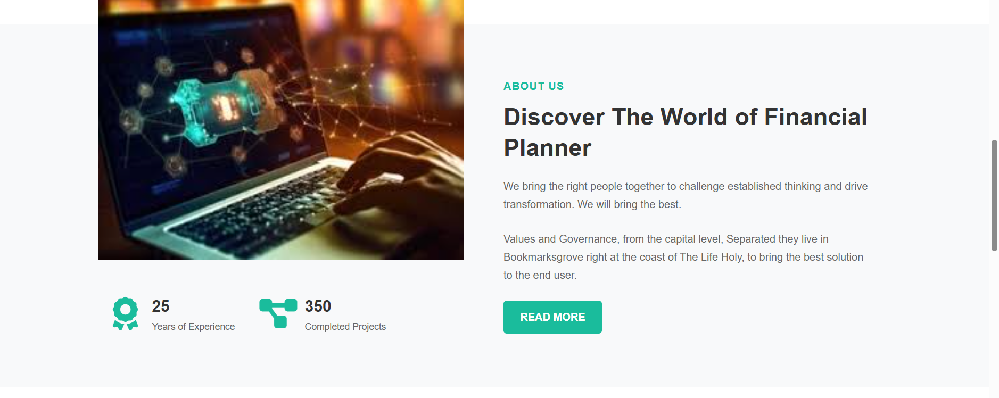 ABOUT US
Discover The World of Financial
Planner
We bring the right people together to challenge established thinking and drive
transformation. We will bring the best.
Values and Governance, from the capital level, Separated they live in
Bookmarksgrove right at the coast of The Life Holy, to bring the best solution
to the end user.
READ MORE
25
Years of Experience
350
Completed Projects